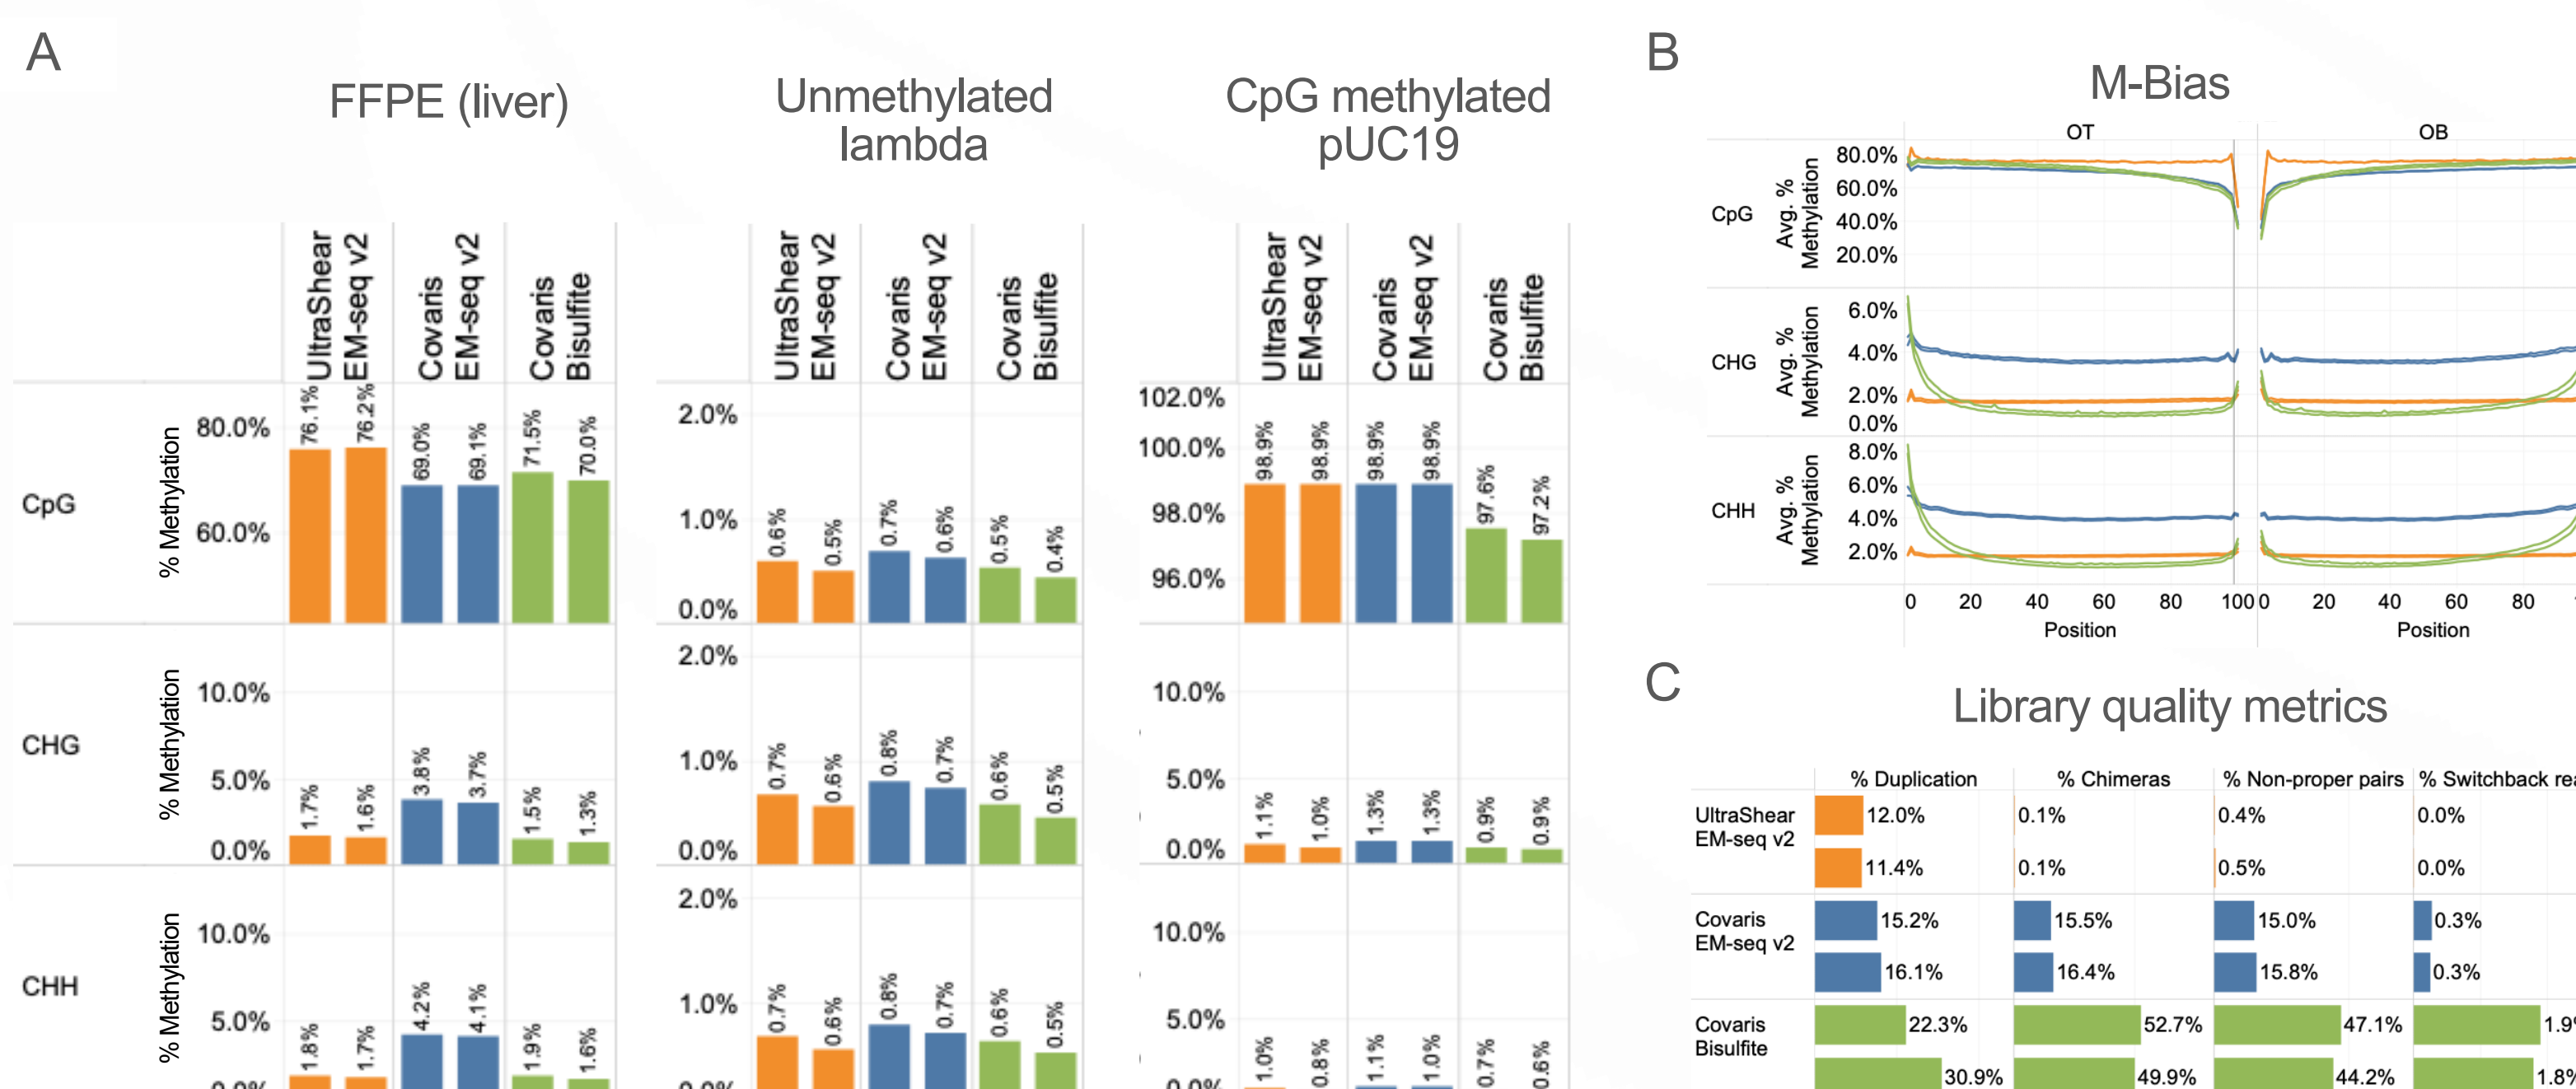 A
FFPE (liver)
Unmethylated
lambda
CpG methylated
pUC19
UltraShear
EM-seq v2
Covaris
EM-seq v2
Covaris
Bisulfite
UltraShear
EM-seq v2
Covaris
EM-seq v2
Covaris
Bisulfite
UltraShear
EM-seq v2
Covaris
EM-seq v2
Covaris
Bisulfite
CpG
% Methylation
80.0%
60.0%
76.1% 76.2% 69.0% 69.1% 71.5% 70.0%
2.0%
1.0%
0.0%
0.6% 0.5% 0.7% 0.6% 0.5% 0.4%
102.0%
100.0%
98.0%
96.0%
98.9% 98.9% 98.9% 98.9% 97.6% 97.2%
CHG
% Methylation
10.0%
5.0%
0.0%
1.7% 1.6% 3.8% 3.7% 1.5% 1.3%
2.0%
1.0%
0.0%
0.7% 0.6% 0.8% 0.7% 0.6% 0.5%
10.0%
5.0%
0.0%
1.1% 1.0% 1.3% 1.3% 0.9% 0.9%
CHH
% Methylation
10.0%
5.0%
1.8% 1.7% 4.2% 4.1% 1.9% 1.6%
2.0%
1.0%
0.7% 0.6% 0.8% 0.7% 0.6% 0.5%
10.0%
5.0%
1.0% 0.8% 1.1% 1.0% 0.7% 0.6%
B
M-Bias
OT OB
CpG
Avg. %
Methylation
80.0%
60.0%
40.0%
20.0%
CHG
Avg. %
Methylation
6.0%
4.0%
2.0%
0.0%
CHH
Avg. %
Methylation
8.0%
6.0%
4.0%
2.0%
0 20 40 60 80 100 0 20 40 60 80
Position Position
C
Library quality metrics
% Duplication % Chimeras % Non-proper pairs % Switchback rea
UltraShear
EM-seq v2
12.0% 0.1% 0.4% 0.0%
11.4% 0.1% 0.5% 0.0%
Covaris
EM-seq v2
15.2% 15.5% 15.0% 0.3%
16.1% 16.4% 15.8% 0.3%
Covaris
Bisulfite
22.3% 52.7% 47.1% 1.9%
30.9% 49.9% 44.2% 1.8%